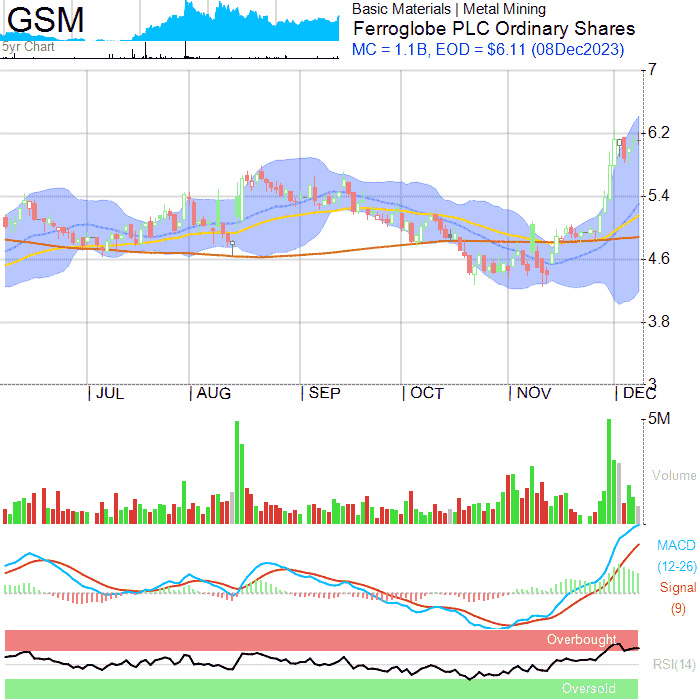 GSM
5yr Chart
Basic Materials | Metal Mining
Ferroglobe PLC Ordinary Shares
MC = 1.1B, EOD = $6.11 (08Dec2023)
7
6.2
5.4
4.6
3.8
3
JUL AUG SEP OCT NOV DEC
5M
Volume
MACD
(12-26)
Signal
(9)
Overbought
RSI(14)
Oversold